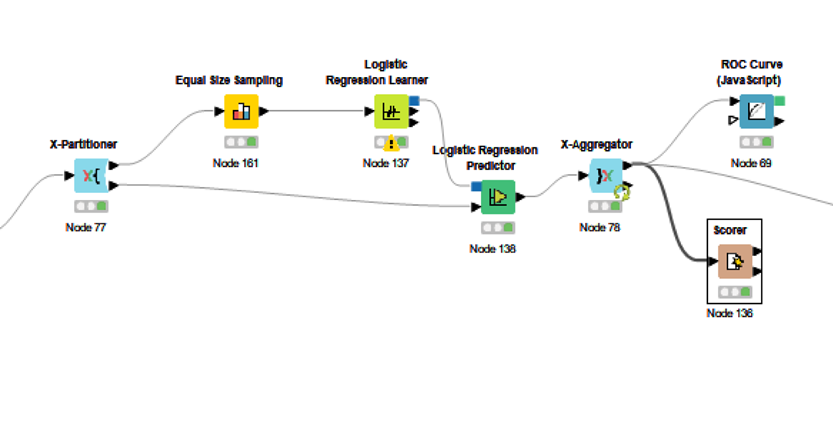 Logistic
Regression Learner
ROC Curve
(JavaScript)
Equal Size Sampling
X-Partitioner
Node 161
Node 137
Logistic Regression
Predictor
X-Aggregator
Node 69
Node 77
Node 138
Node 78
Scorer
Node 136